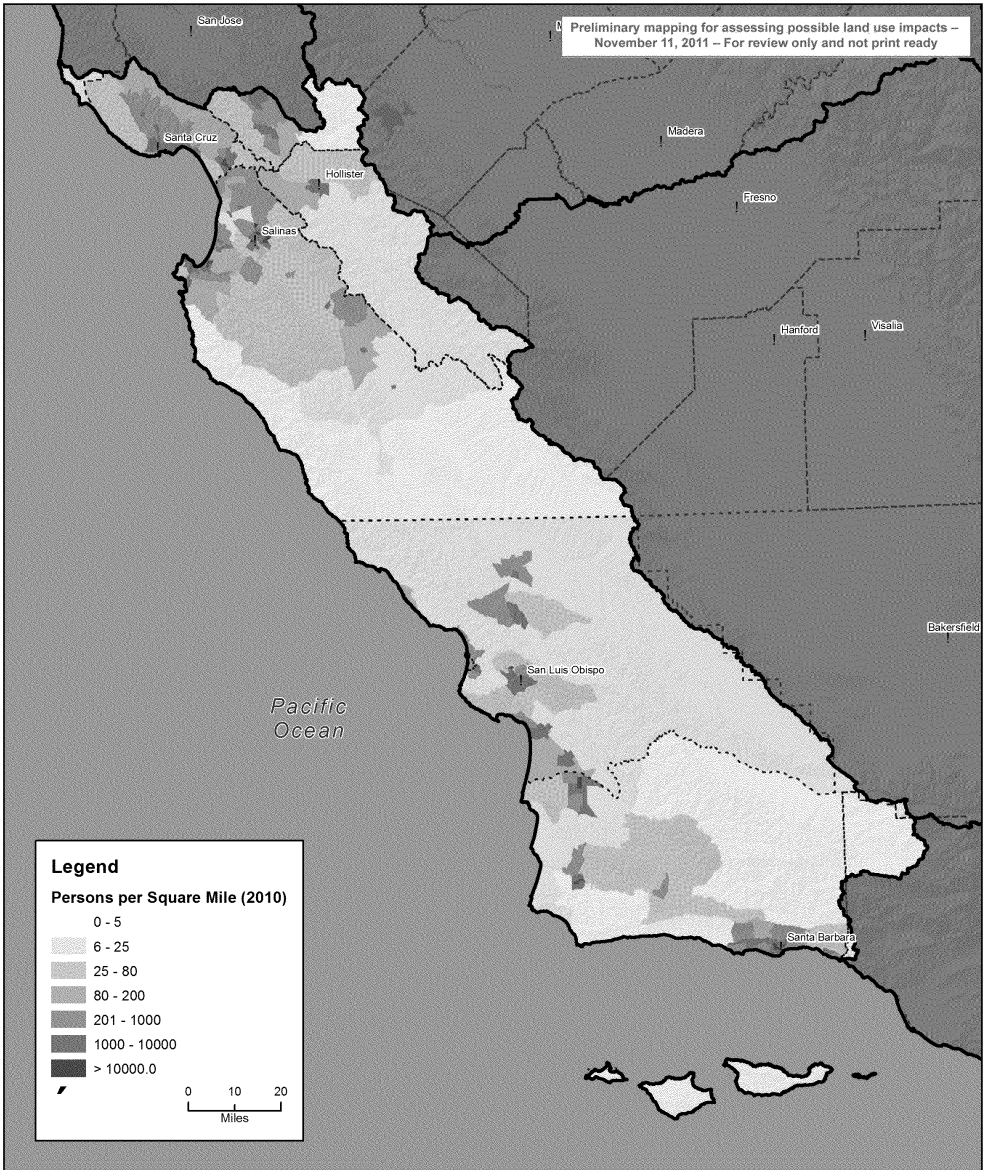 San Jose
Preliminary mapping for assessing possible land use impacts –
November 11, 2011 – For review only and not print ready
Santa Cruz
Madera
Hollister
Fresno
Salinas
Hanford
Visalia
Bakersfield
San Luis Obispo
Pacific
Ocean
Santa Barbara
Legend
Persons per Square Mile (2010)
0 - 5
6 - 25
25 - 80
80 - 200
201 - 1000
1000 - 10000
> 10000.0
0 10 20
Miles